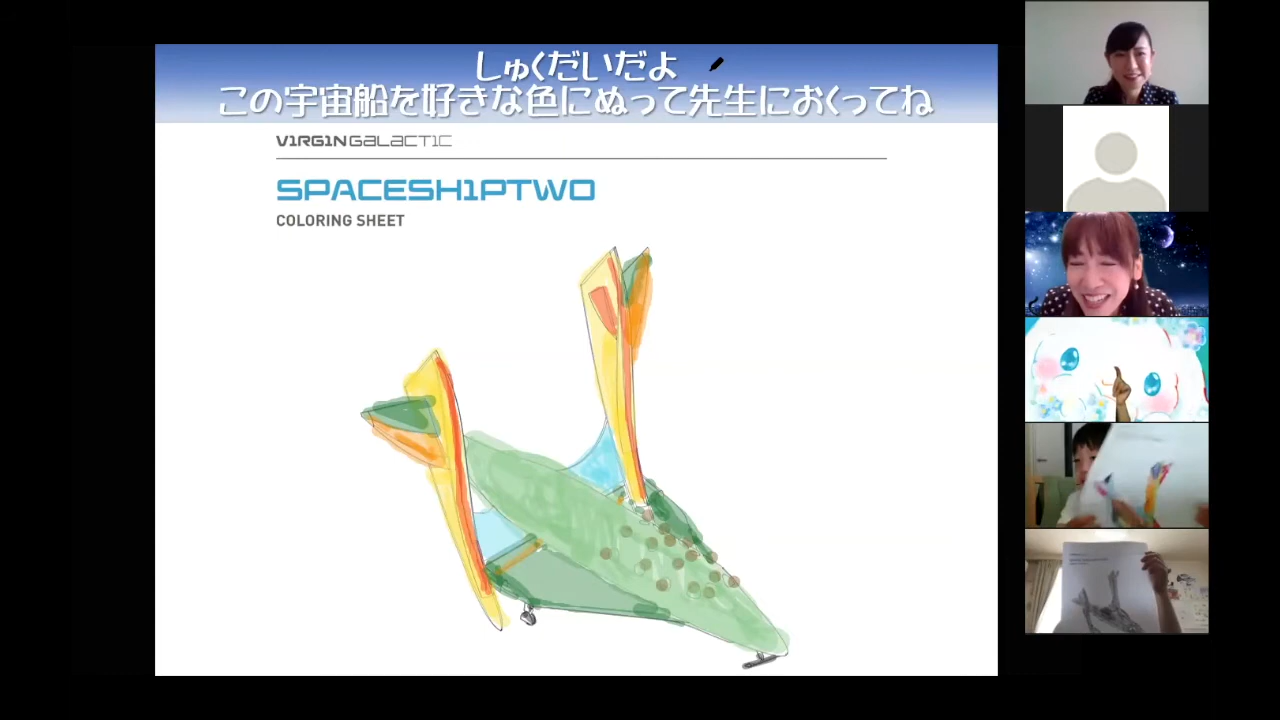 しゅくだいだよ
この宇宙船を好きな色にぬって先生におくってね
V1RG1N GALACT1C
SPACESH1PTWO
COLORING SHEET